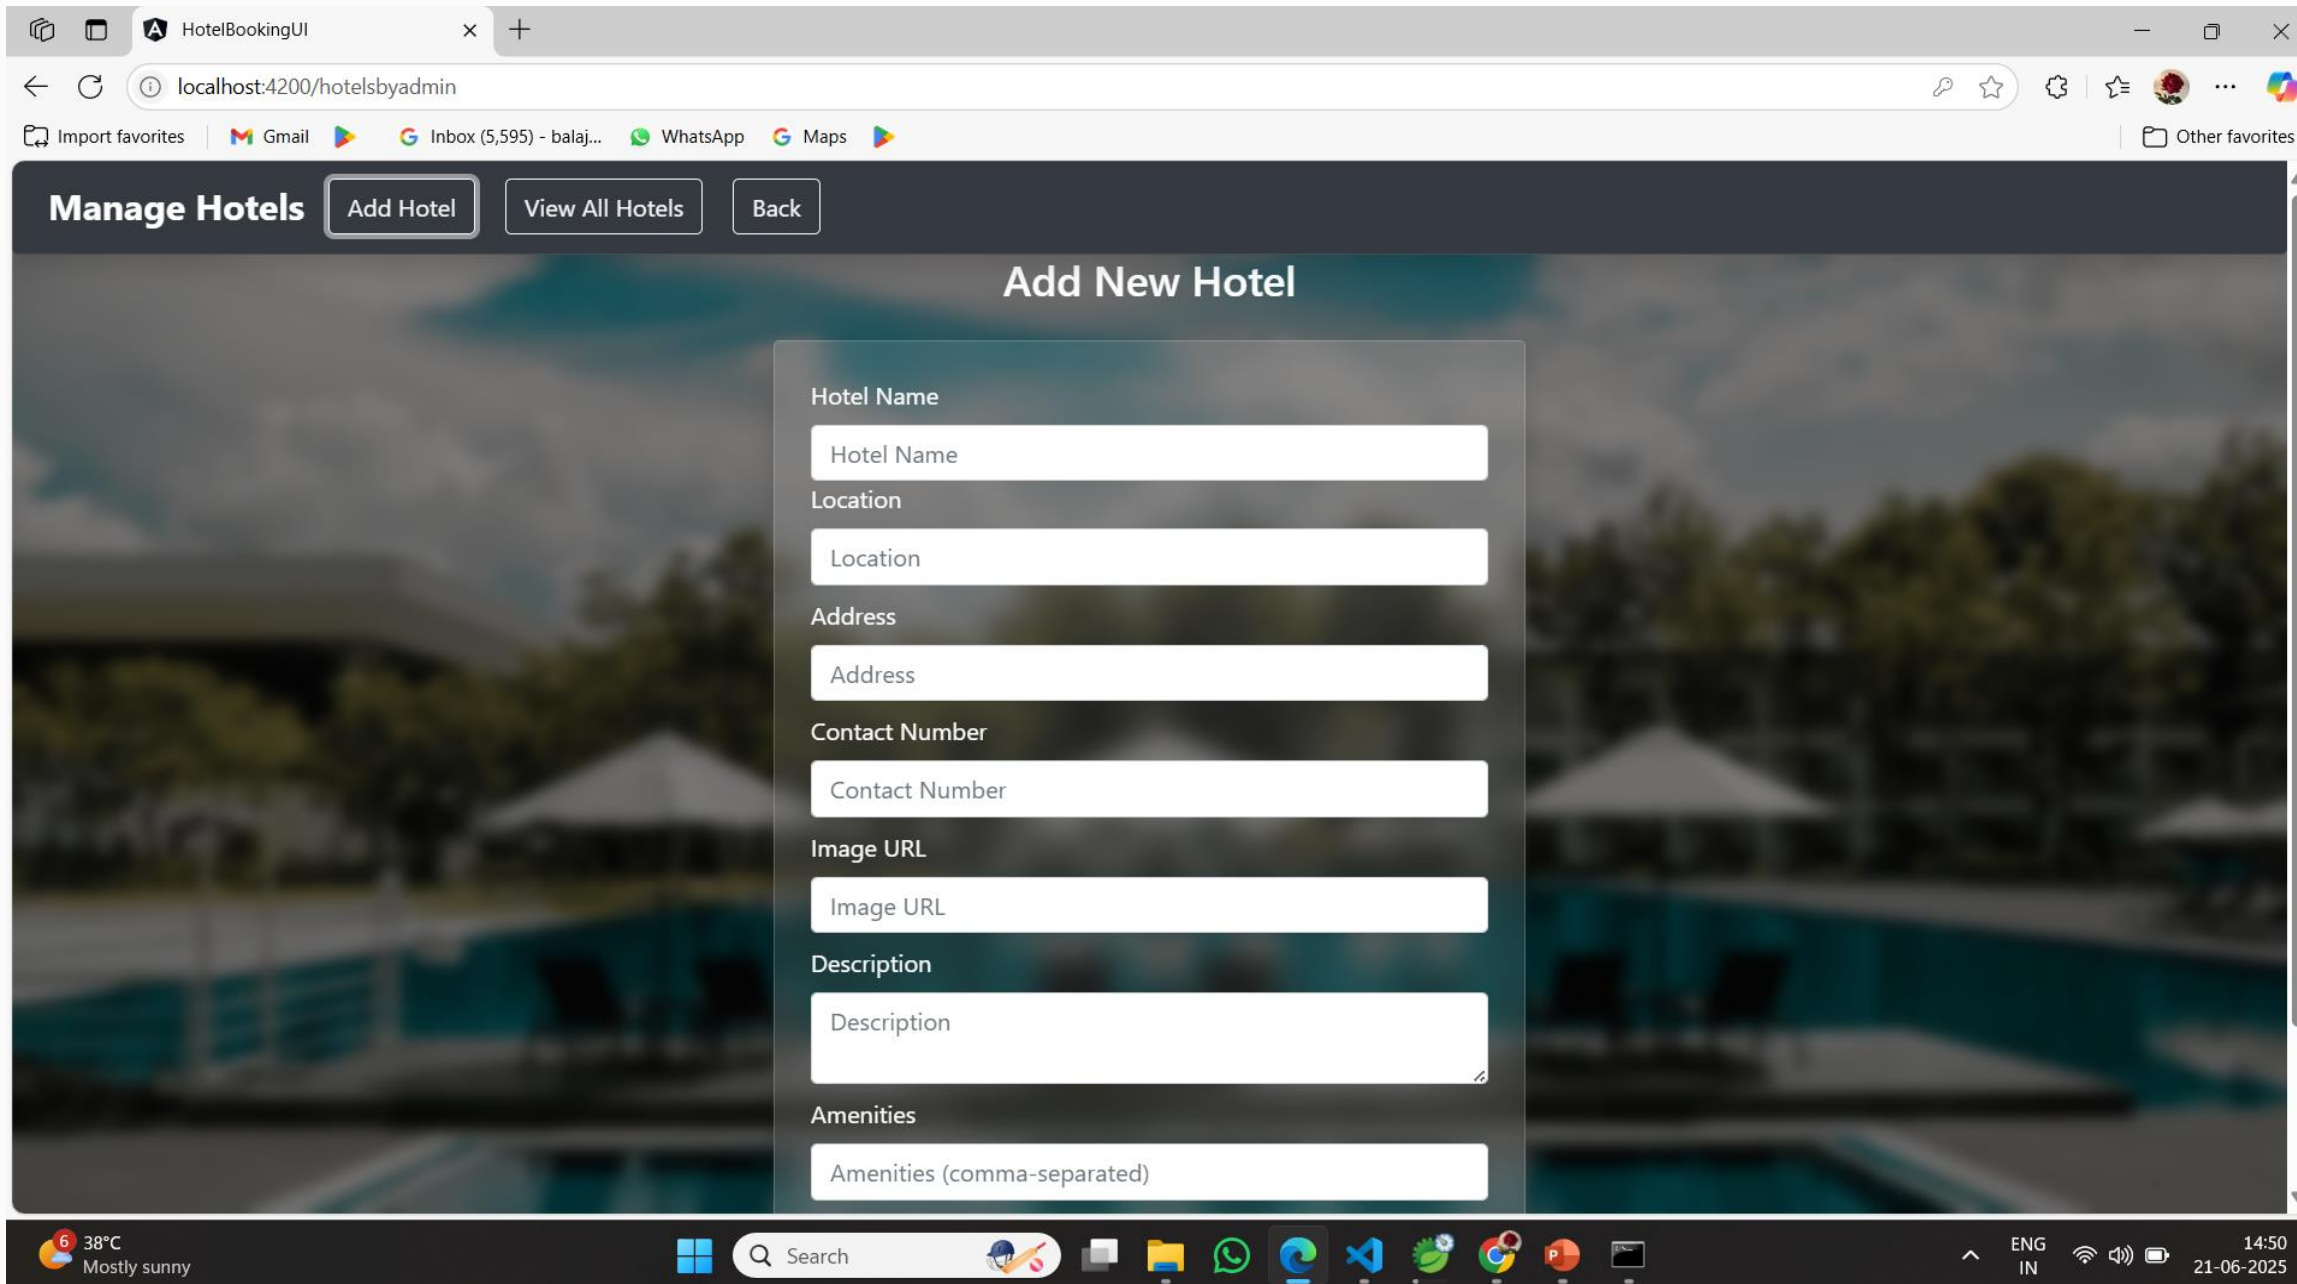 HotelBookingUI
localhost:4200/hotelsbyadmin
Import favorites Gmail Inbox (5,595) - balaj... WhatsApp Maps Other favorites
Manage Hotels Add Hotel View All Hotels Back
Add New Hotel
Hotel Name
Hotel Name
Location
Location
Address
Address
Contact Number
Contact Number
Image URL
Image URL
Description
Description
Amenities
Amenities (comma-separated)
6 38°C Search ENG 14:50
Mostly sunny IN 21-06-2025